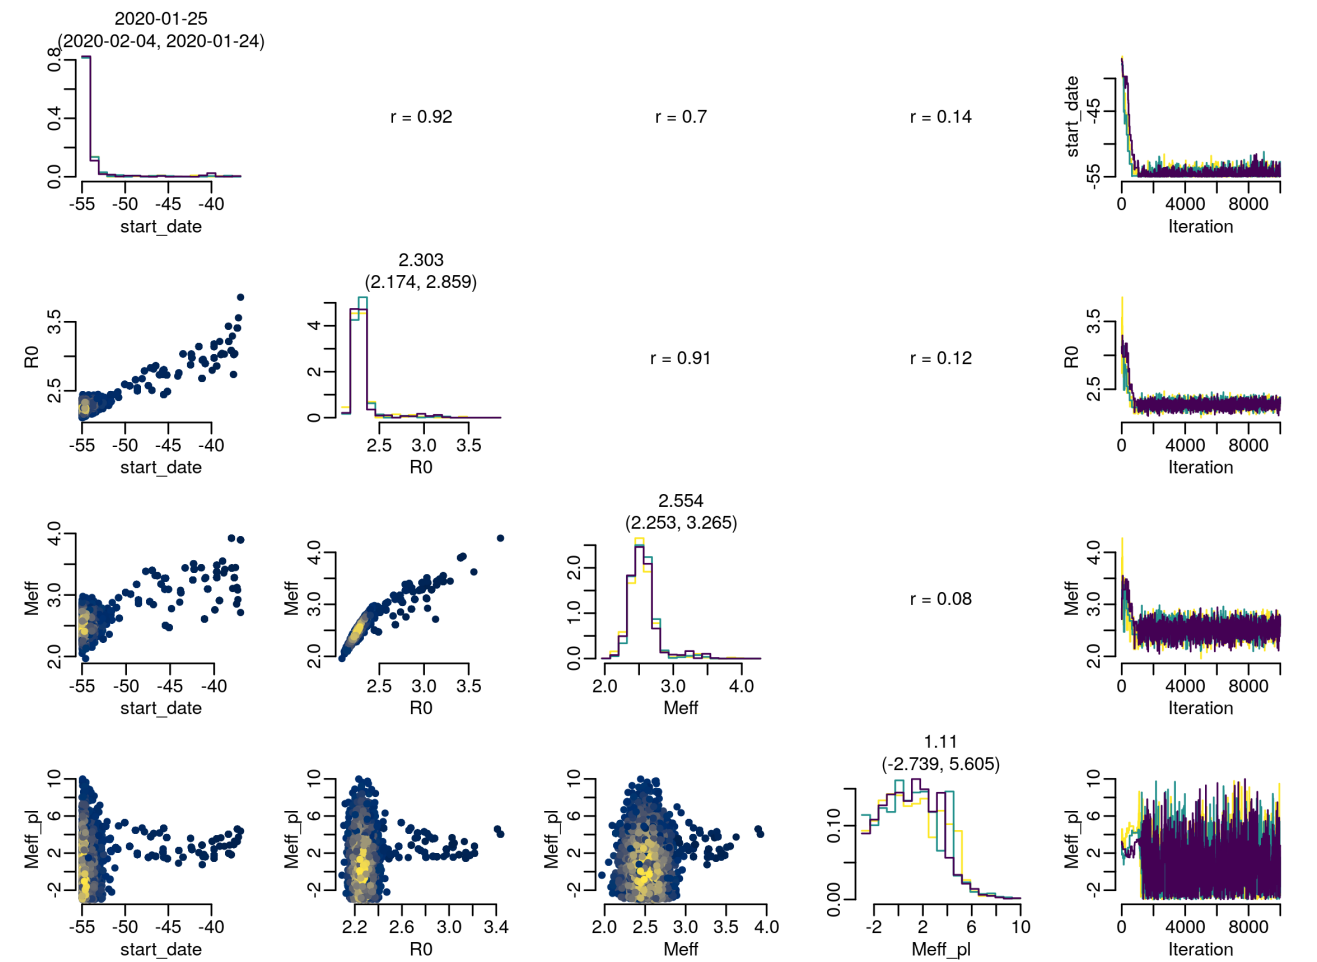 2020-01-25
(2020-02-04, 2020-01-24)
0.0 0.4 0.8
-55 -50 -45 -40
start_date
r = 0.92
r = 0.7
r = 0.14
start_date
-55 -45
0 4000 8000
Iteration
R0
2.5 3.5
-55 -50 -45 -40
start_date
2.303
(2.174, 2.859)
0 2 4
2.5 3.0 3.5
R0
r = 0.91
r = 0.12
R0
2.5 3.5
0 4000 8000
Iteration
Meff
2.0 3.0 4.0
-55 -50 -45 -40
start_date
Meff
2.0 3.0 4.0
2.5 3.0 3.5
R0
2.554
(2.253, 3.265)
0.0 1.0 2.0
2.0 3.0 4.0
Meff
r = 0.08
Meff
2.0 3.0 4.0
0 4000 8000
Iteration
Meff_pl
-2 2 6 10
-55 -50 -45 -40
start_date
Meff_pl
-2 2 6 10
2.2 2.6 3.0 3.4
R0
Meff_pl
-2 2 6 10
2.0 2.5 3.0 3.5 4.0
Meff
1.11
(-2.739, 5.605)
0.00 0.10
-2 2 6 10
Meff_pl
Meff_pl
-2 2 6 10
0 4000 8000
Iteration